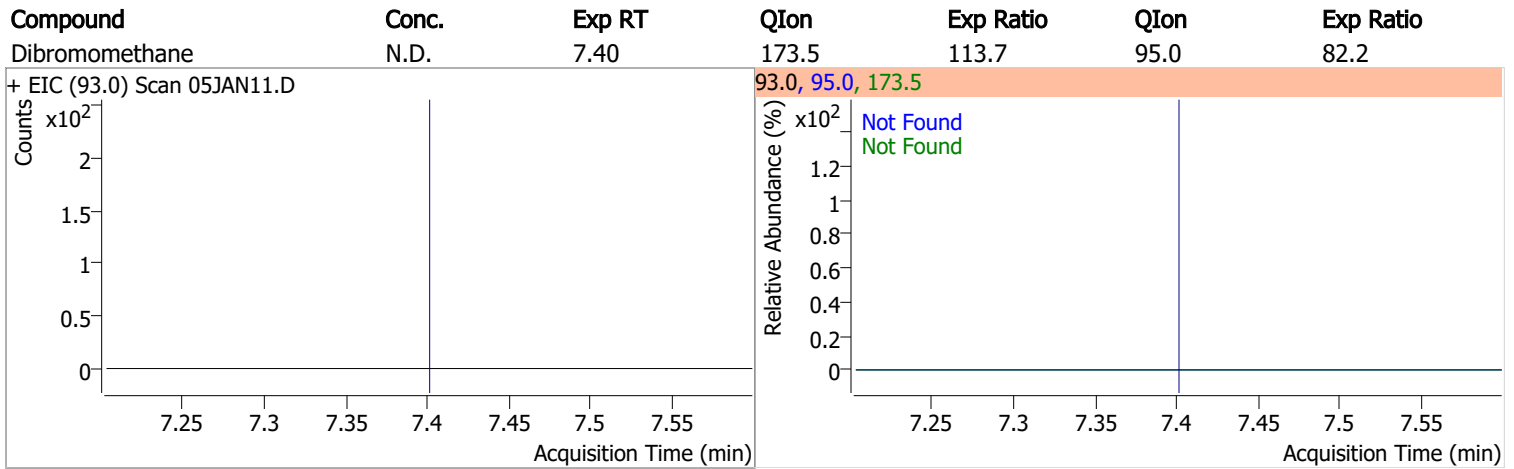 Compound Conc. Exp RT QIon Exp Ratio QIon Exp Ratio
Dibromomethane N.D. 7.40 173.5 113.7 95.0 82.2
+ EIC (93.0) Scan 05JAN11.D
Counts
x10²
2
1.5
1
0.5
0
7.25 7.3 7.35 7.4 7.45 7.5 7.55
Acquisition Time (min)
93.0, 95.0, 173.5
Relative Abundance (%)
x10²
Not Found
Not Found
1.2
1
0.8
0.6
0.4
0.2
0
7.25 7.3 7.35 7.4 7.45 7.5 7.55
Acquisition Time (min)